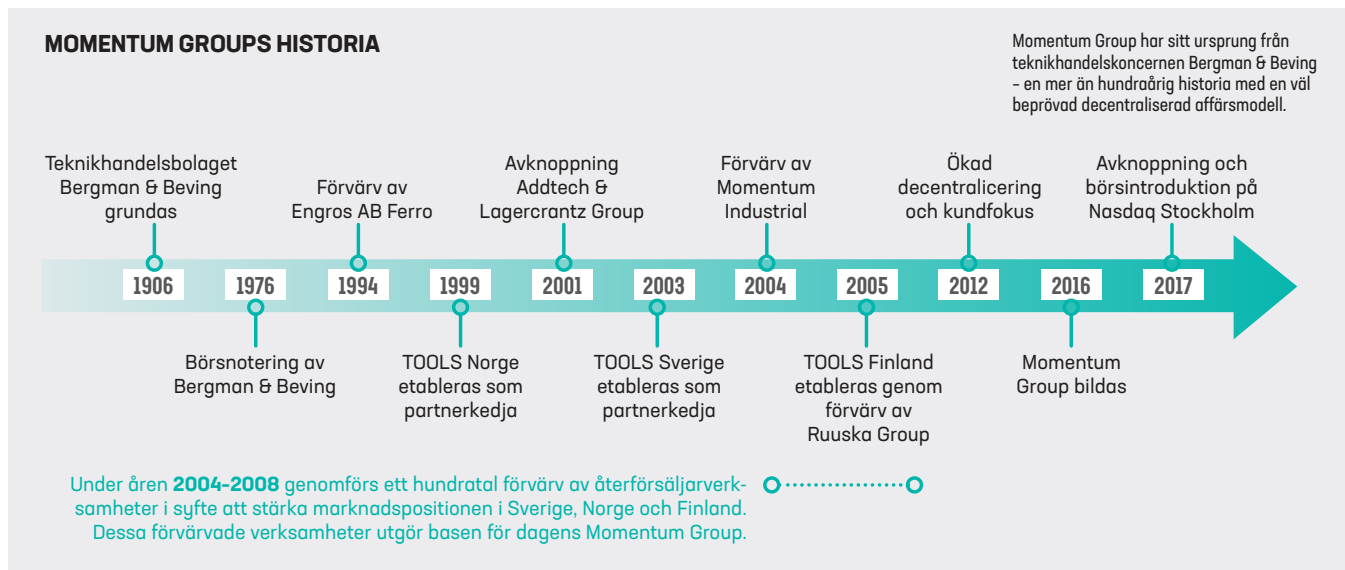 MOMENTUM GROUPS HISTORIA
Momentum Group har sitt ursprung från
teknikhandelskoncernen Bergman & Beving
– en mer än hundraårig historia med en väl
beprövad decentraliserad affärsmodell.
Teknikhandelsbolaget
Bergman & Beving
grundas
Förvärv av
Engros AB Ferro
Avknoppning
Addtech &
Lagercrantz Group
Förvärv av
Momentum
Industrial
Ökad
decentralicering
och kundfokus
Avknoppning och
börsintroduktion på
Nasdaq Stockholm
1906 1976 1994 1999 2001 2003 2004 2005 2012 2016 2017
Börsnotering av
Bergman & Beving
TOOLS Norge
etableras som
partnerkedja
TOOLS Sverige
etableras som
partnerkedja
TOOLS Finland
etableras genom
förvärv av
Ruuska Group
Momentum
Group bildas
Under åren 2004–2008 genomförs ett hundratal förvärv av återförsäljarverk-
samheter i syfte att stärka marknadspositionen i Sverige, Norge och Finland.
Dessa förvärvade verksamheter utgör basen för dagens Momentum Group.